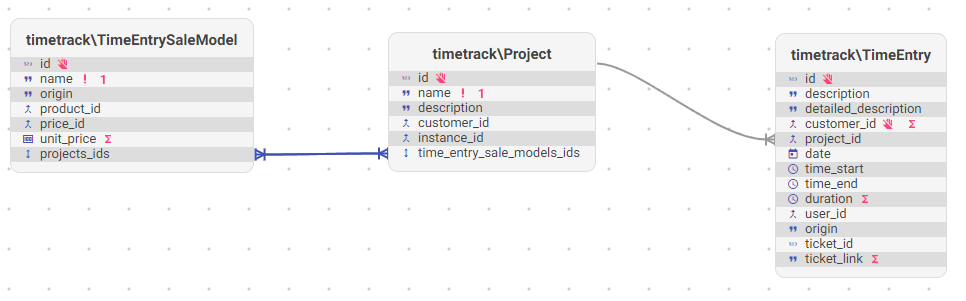 timetrack\TimeEntrySaleModel
id
name ! 1
origin
product_id
price_id
unit_price Σ
projects_ids
timetrack\Project
id
name ! 1
description
customer_id
instance_id
time_entry_sale_models_ids
timetrack\TimeEntry
id
description
detailed_description
customer_id Σ
project_id
date
time_start
time_end
duration Σ
user_id
origin
ticket_id
ticket_link Σ